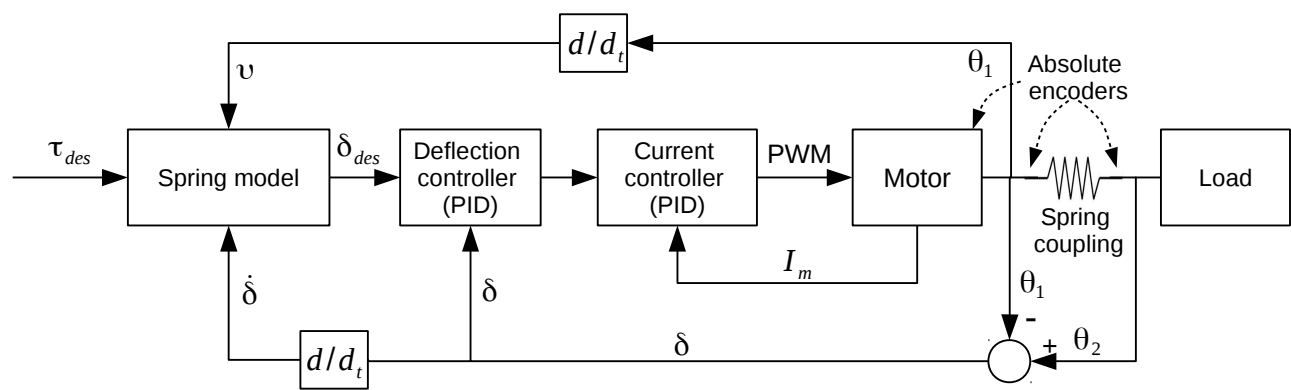 d/dt
θ1
Absolute
encoders
υ
τdes
Spring model
δdes
Deflection
controller
(PID)
Current
controller
(PID)
PWM
Motor
Load
Spring
coupling
Im
δ̇
δ
θ1
-
+
θ2
δ
d/dt